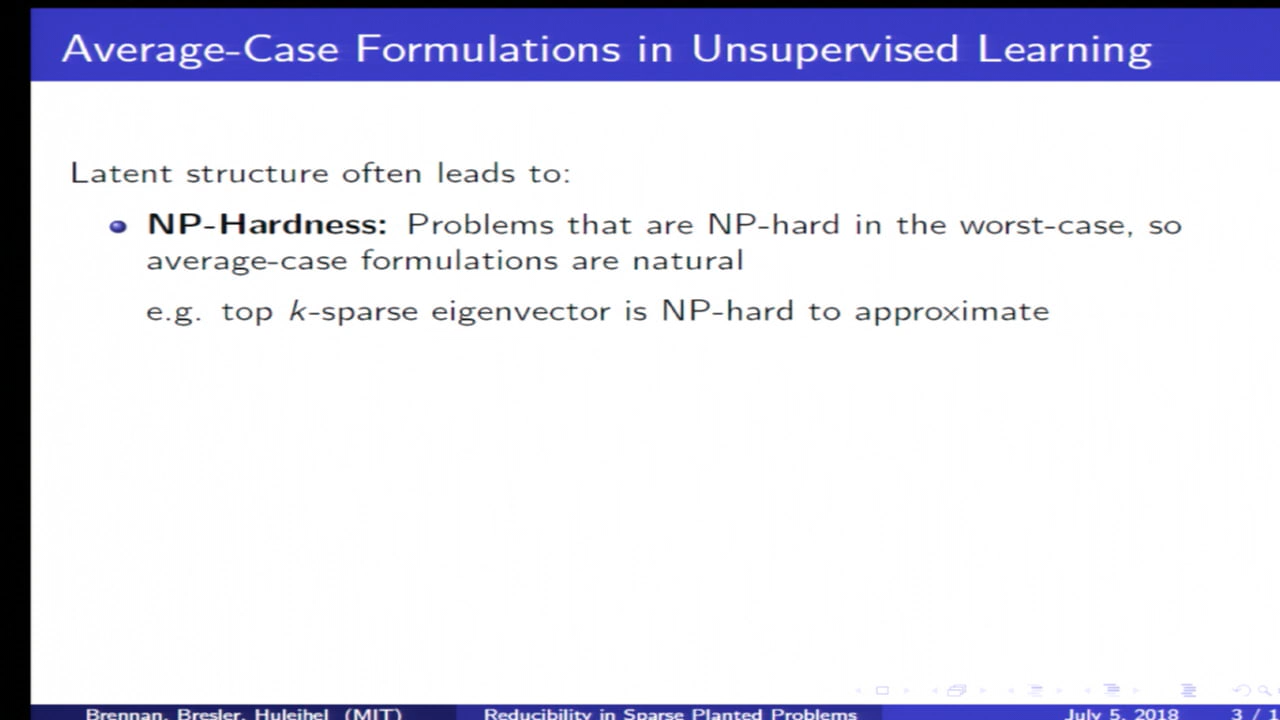 Average-Case Formulations in Unsupervised Learning
Latent structure often leads to:
NP-Hardness: Problems that are NP-hard in the worst-case, so
average-case formulations are natural
e.g. top k-sparse eigenvector is NP-hard to approximate
Brennan, Bresler, Huleihel (MIT) Reducibility in Sparse Planted Problems July 5, 2018 3 / 1